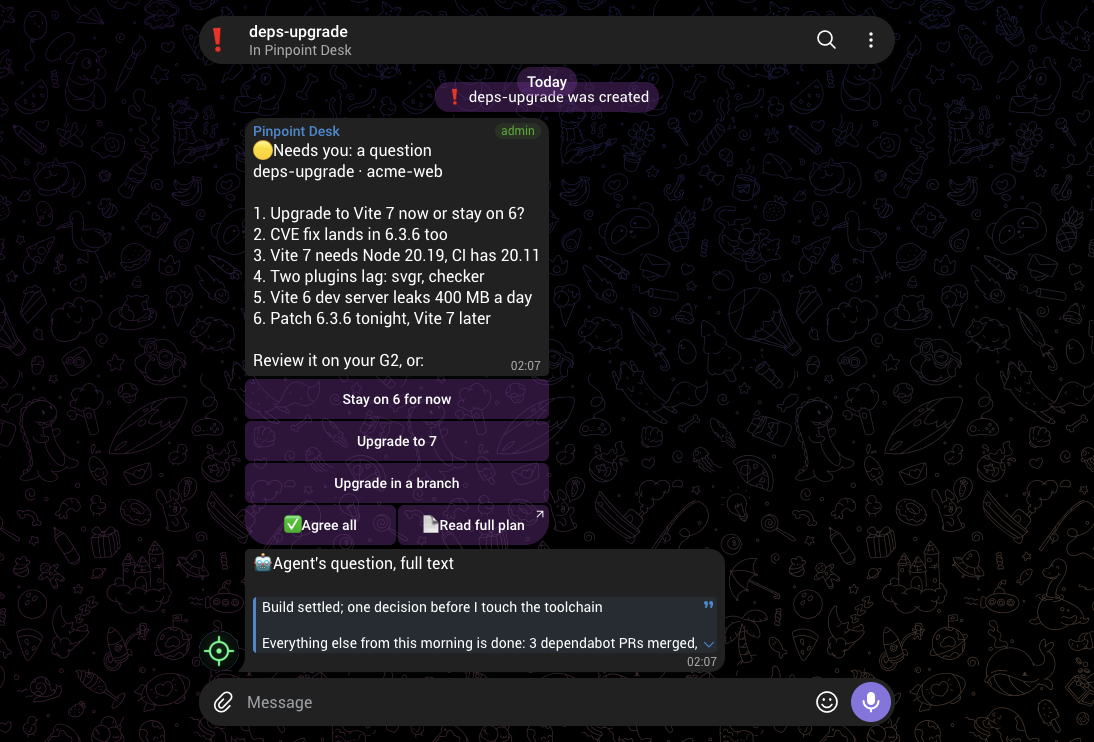 deps-upgrade
In Pinpoint Desk
Today
deps-upgrade was created
Pinpoint Desk
admin
Needs you: a question
deps-upgrade · acme-web
1. Upgrade to Vite 7 now or stay on 6?
2. CVE fix lands in 6.3.6 too
3. Vite 7 needs Node 20.19, CI has 20.11
4. Two plugins lag: svgr, checker
5. Vite 6 dev server leaks 400 MB a day
6. Patch 6.3.6 tonight, Vite 7 later
Review it on your G2, or:
02:07
Stay on 6 for now
Upgrade to 7
Upgrade in a branch
Agree all
Read full plan
Agent's question, full text
Build settled; one decision before I touch the toolchain
Everything else from this morning is done: 3 dependabot PRs merged,
02:07
Message